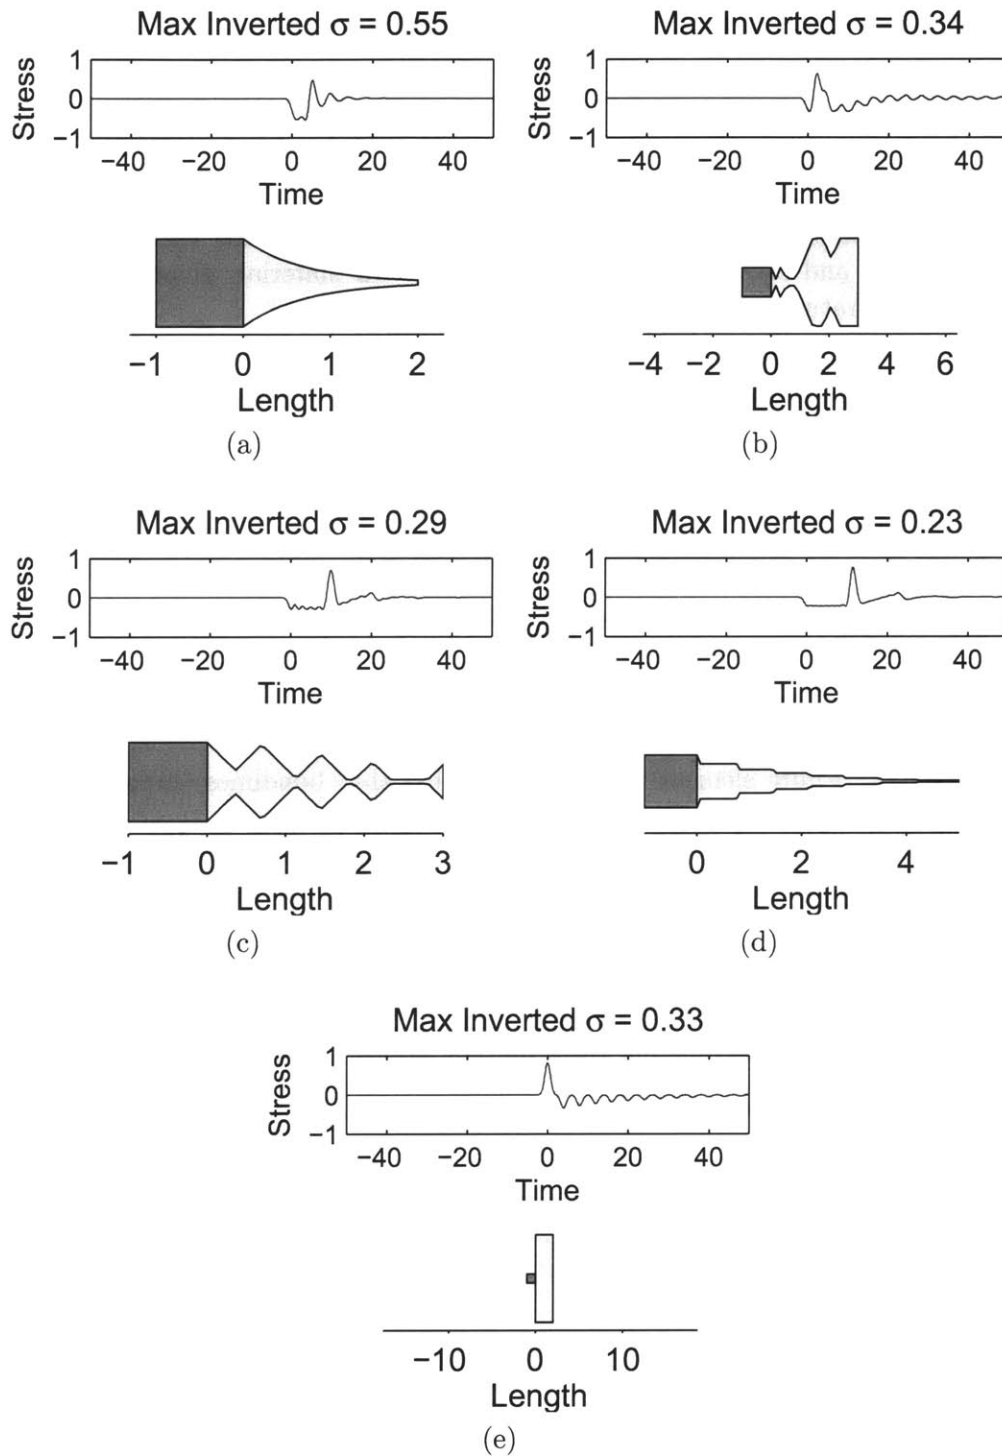 Max Inverted σ = 0.55
Stress
1
0
−1
−40 −20 0 20 40
Time
−1 0 1 2
Length
(a)
Max Inverted σ = 0.34
Stress
1
0
−1
−40 −20 0 20 40
Time
−4 −2 0 2 4 6
Length
(b)
Max Inverted σ = 0.29
Stress
1
0
−1
−40 −20 0 20 40
Time
−1 0 1 2 3
Length
(c)
Max Inverted σ = 0.23
Stress
1
0
−1
−40 −20 0 20 40
Time
0 2 4
Length
(d)
Max Inverted σ = 0.33
Stress
1
0
−1
−40 −20 0 20 40
Time
−10 0 10
Length
(e)